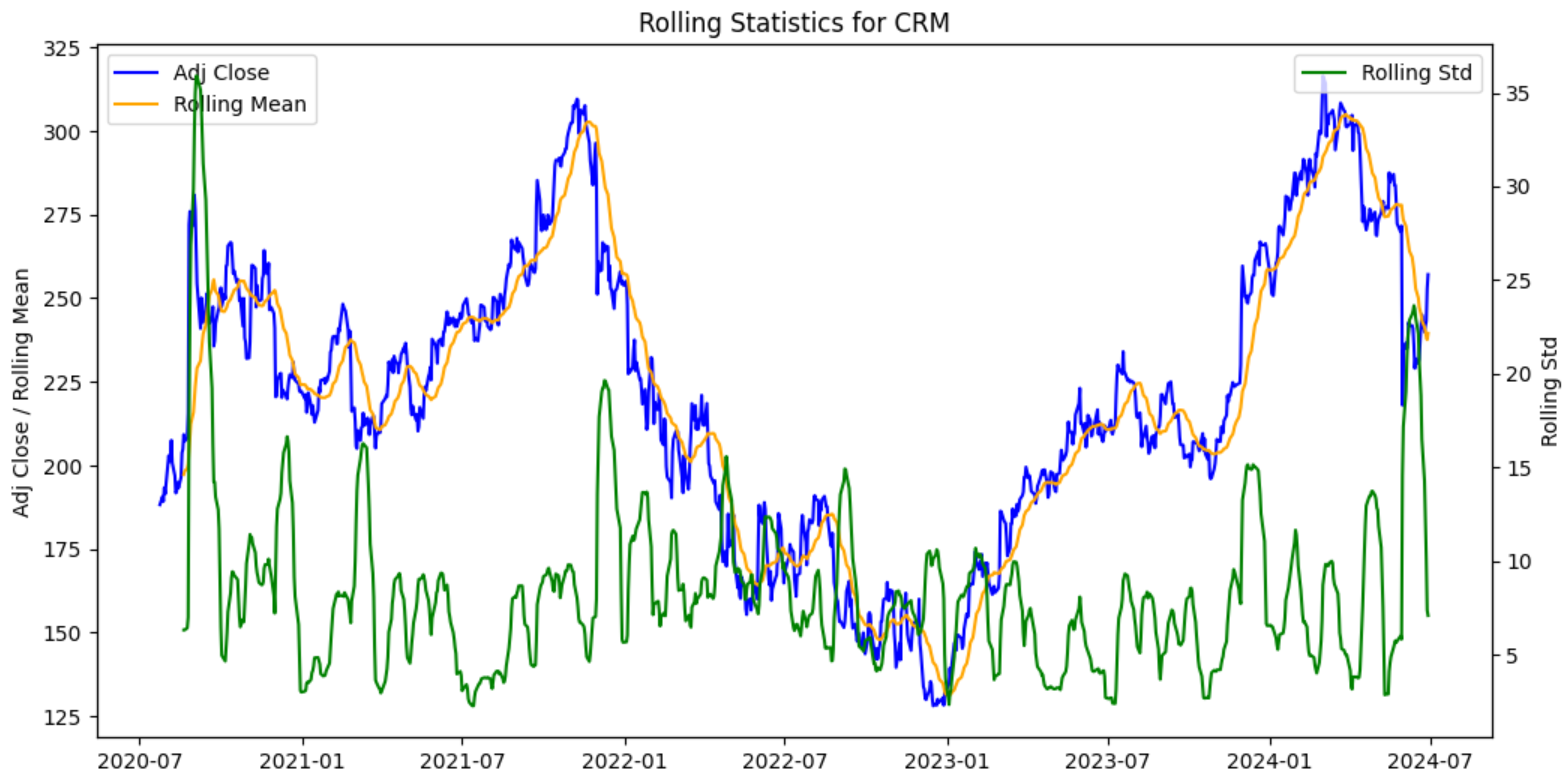 Rolling Statistics for CRM
Adj Close
Rolling Mean
Rolling Std
Adj Close / Rolling Mean
325
300
275
250
225
200
175
150
125
35
30
25
20
15
10
5
Rolling Std
2020-07 2021-01 2021-07 2022-01 2022-07 2023-01 2023-07 2024-01 2024-07